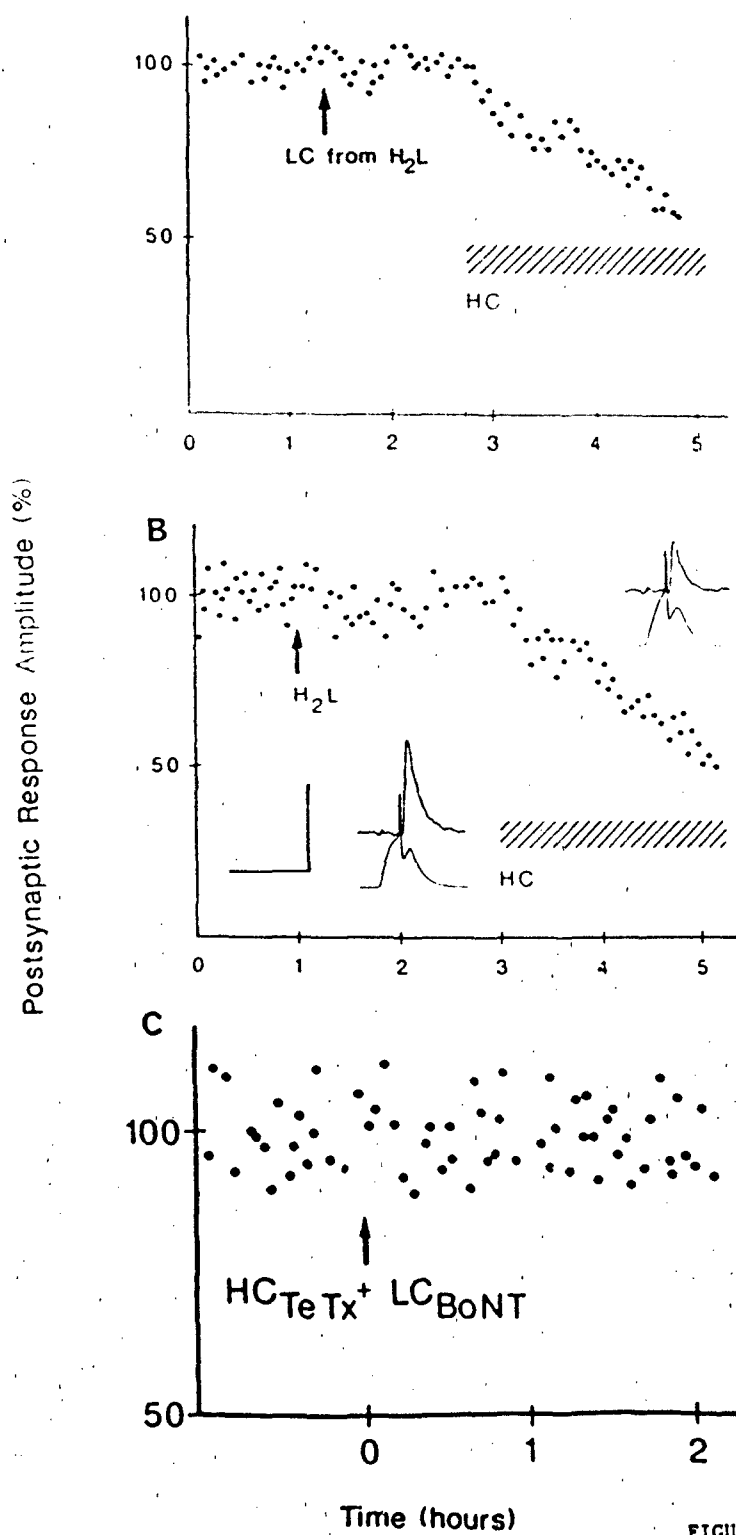 100
50
LC from H2L
HC
0 1 2 3 4 5
Postsynaptic Response Amplitude (%)
B
100
50
H2L
HC
0 1 2 3 4 5
C
100
50
HCTeTx+ LCBoNT
0 1 2
Time (hours)